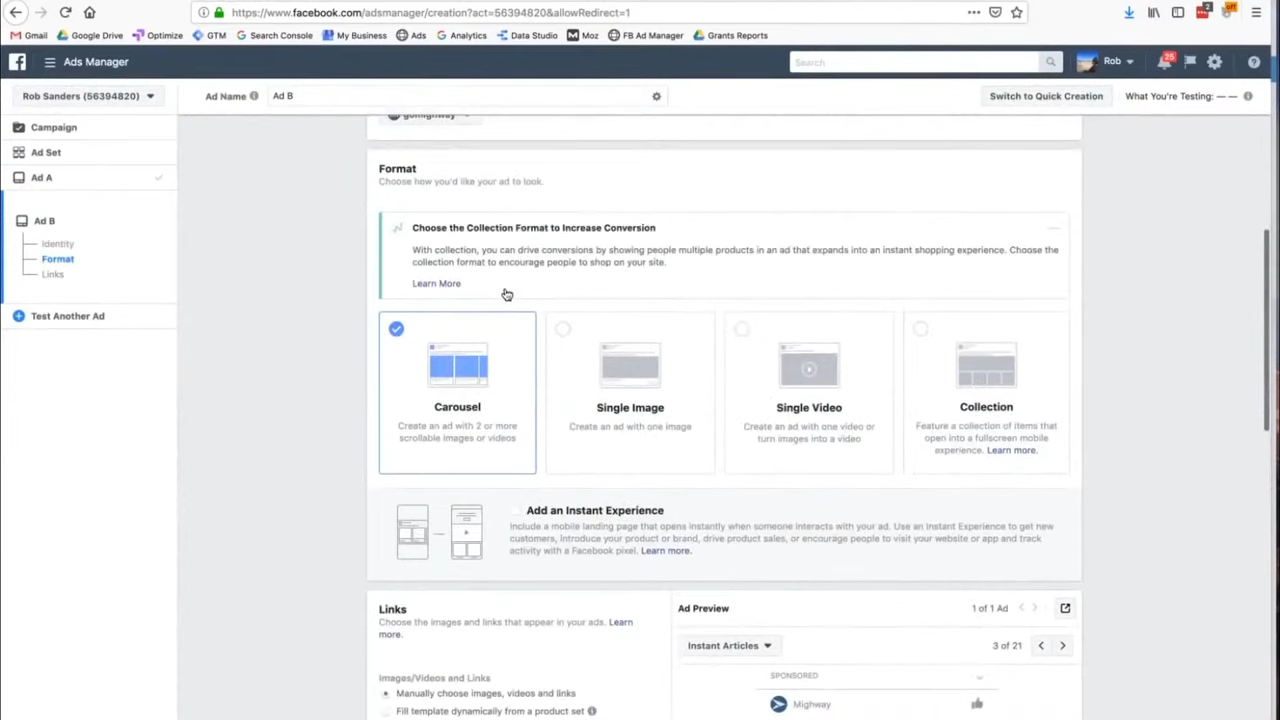 https://www.facebook.com/adsmanager/creation?act=56394820&allowRedirect=1
Gmail Google Drive Optimize GTM Search Console My Business Ads Analytics Data Studio Moz FB Ad Manager Grants Reports
Ads Manager Search Rob 25
Rob Sanders (56394820) Ad Name Ad B Switch to Quick Creation What You're Testing: — —
gomighway
Campaign
Ad Set
Ad A
Ad B
Identity
Format
Links
Test Another Ad
Format
Choose how you'd like your ad to look.
Choose the Collection Format to Increase Conversion
With collection, you can drive conversions by showing people multiple products in an ad that expands into an instant shopping experience. Choose the
collection format to encourage people to shop on your site.
Learn More
Carousel
Create an ad with 2 or more
scrollable images or videos
Single Image
Create an ad with one image
Single Video
Create an ad with one video or
turn images into a video
Collection
Feature a collection of items that
open into a fullscreen mobile
experience. Learn more.
Add an Instant Experience
Include a mobile landing page that opens instantly when someone interacts with your ad. Use an Instant Experience to get new
customers, introduce your product or brand, drive product sales, or encourage people to visit your website or app and track
activity with a Facebook pixel. Learn more.
Links
Choose the images and links that appear in your ads. Learn
more.
Images/Videos and Links
Manually choose images, videos and links
Fill template dynamically from a product set
Ad Preview 1 of 1 Ad
Instant Articles 3 of 21
SPONSORED
Mighway